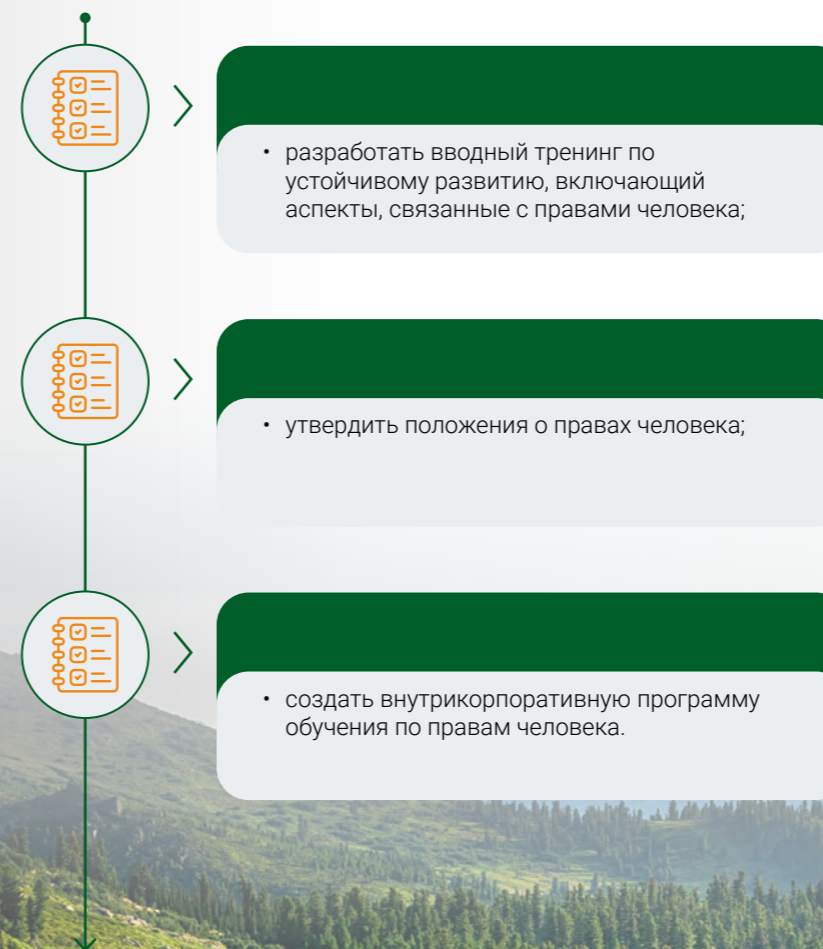 • разработать вводный тренинг по
устойчивому развитию, включающий
аспекты, связанные с правами человека;
• утвердить положения о правах человека;
• создать внутрикорпоративную программу
обучения по правам человека.